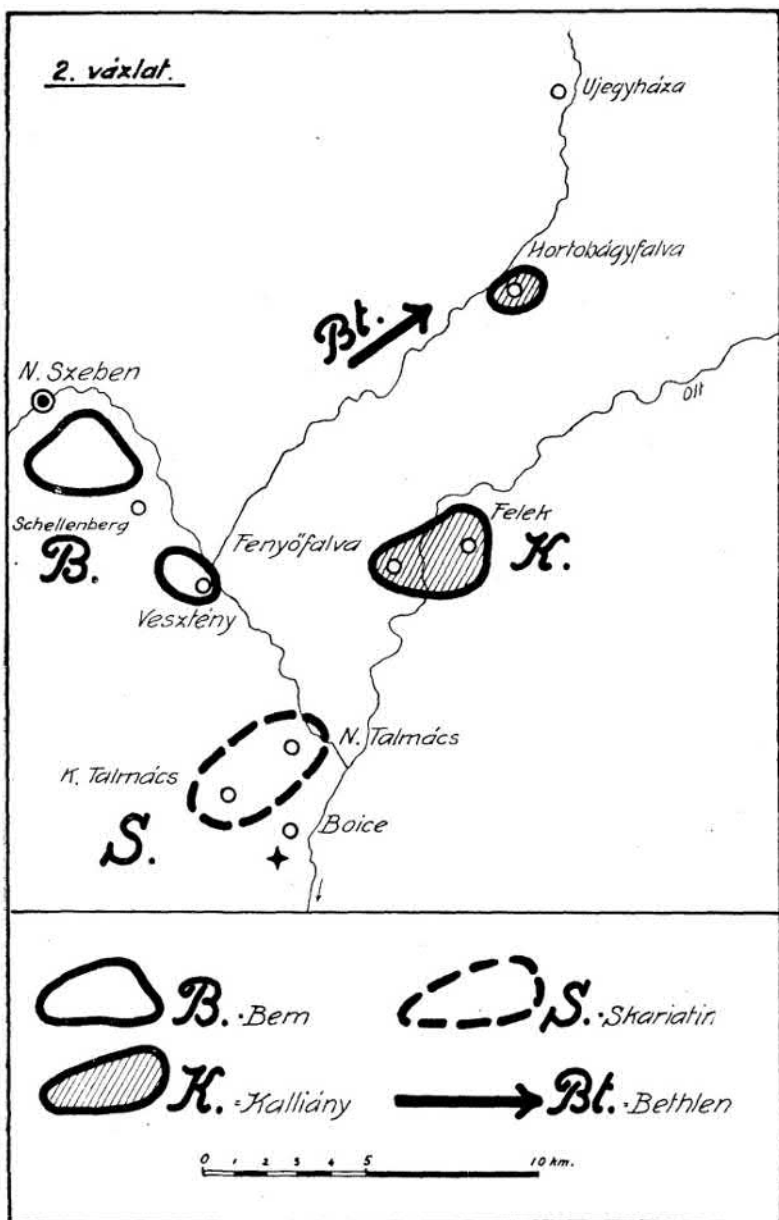 2. vázlat.
Ujegyháza
Hortobágyfalva
Bt.
N. Szeben
Olt
Schellenberg
Felek
Fenyőfalva
B.
K.
Vesztény
N. Talmács
K. Talmács
S.
Boice
B. - Bem
S. - Skariatin
K. = Kalliány
Bt. = Bethlen
0 1 2 3 4 5 10 km.